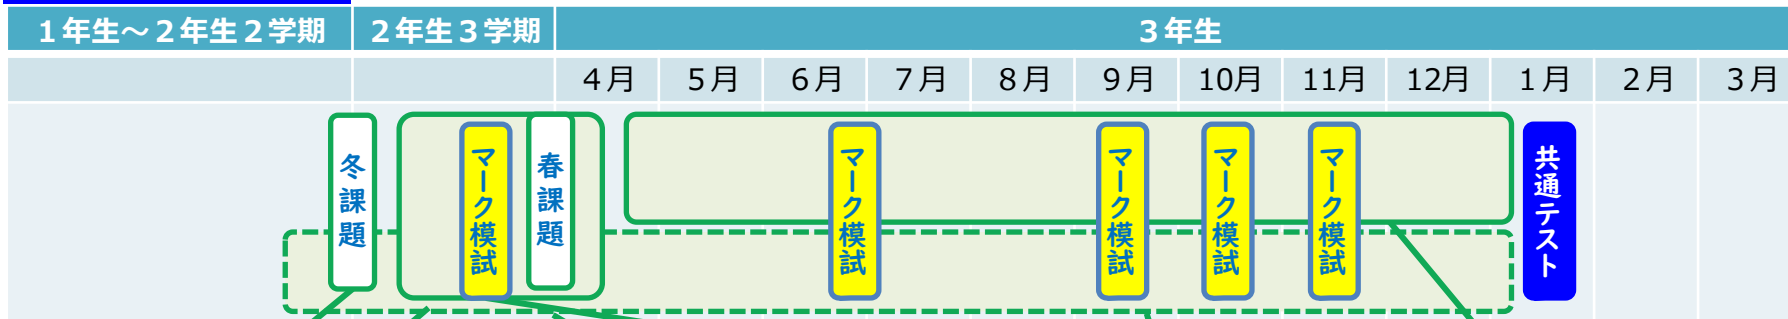 １年生～２年生２学期
２年生３学期
３年生
４月
５月
６月
７月
８月
９月
10月
11月
12月
１月
２月
３月
冬課題
マーク模試
春課題
マーク模試
マーク模試
マーク模試
マーク模試
共通テスト